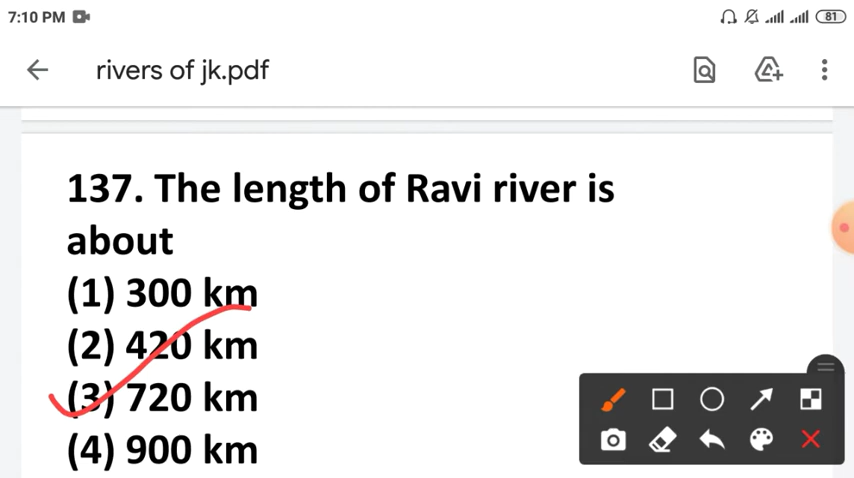 7:10 PM
81
rivers of jk.pdf
137. The length of Ravi river is
about
(1) 300 km
(2) 420 km
(3) 720 km
(4) 900 km